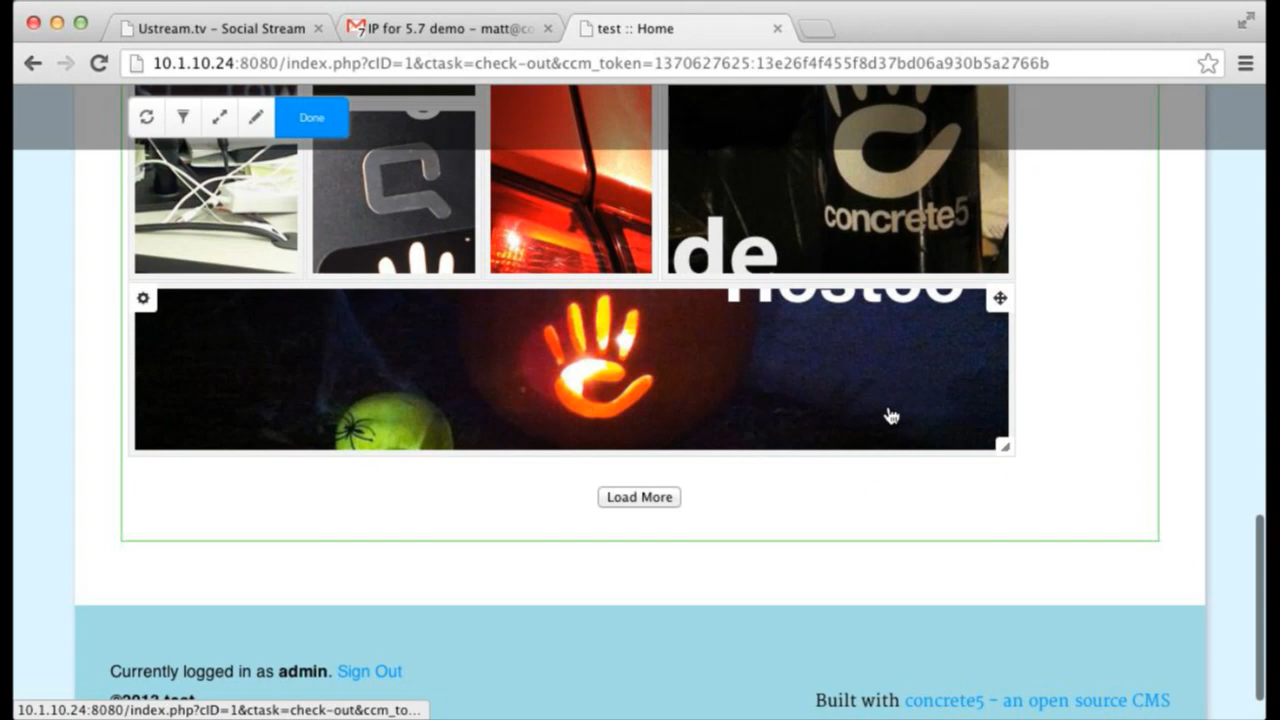 Ustream.tv - Social Stream
IP for 5.7 demo - matt@co
test :: Home
10.1.10.24:8080/index.php?cID=1&ctask=check-out&ccm_token=1370627625:13e26f4f455f8d37bd06a930b5a2766b
Done
concrete5
de
Load More
Currently logged in as admin. Sign Out
©2013 test
Built with concrete5 - an open source CMS
10.1.10.24:8080/index.php?cID=1&ctask=check-out&ccm_to...